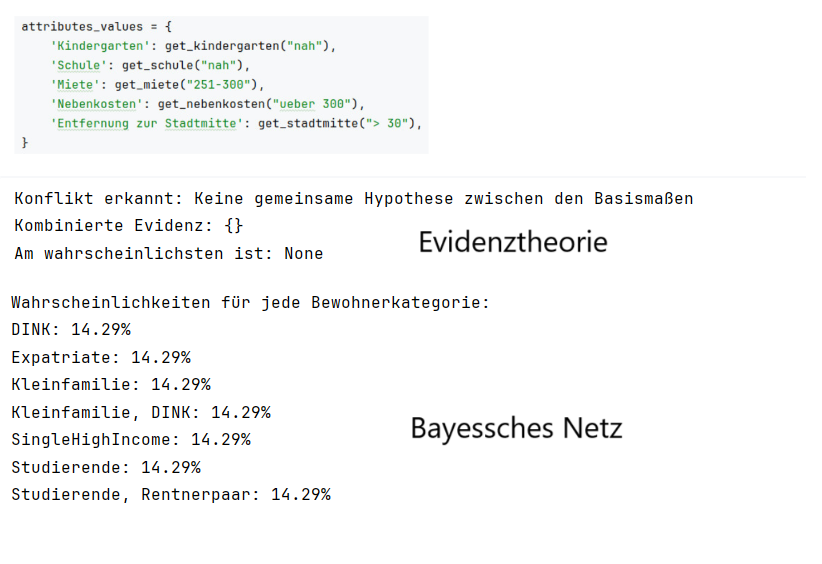 attributes_values = {
    'Kindergarten': get_kindergarten("nah"),
    'Schule': get_schule("nah"),
    'Miete': get_miete("251-300"),
    'Nebenkosten': get_nebenkosten("ueber 300"),
    'Entfernung zur Stadtmitte': get_stadtmitte("> 30"),
}
Konflikt erkannt: Keine gemeinsame Hypothese zwischen den Basismaßen
Kombinierte Evidenz: {}
Am wahrscheinlichsten ist: None
Evidenztheorie
Wahrscheinlichkeiten für jede Bewohnerkategorie:
DINK: 14.29%
Expatriate: 14.29%
Kleinfamilie: 14.29%
Kleinfamilie, DINK: 14.29%
SingleHighIncome: 14.29%
Studierende: 14.29%
Studierende, Rentnerpaar: 14.29%
Bayessches Netz